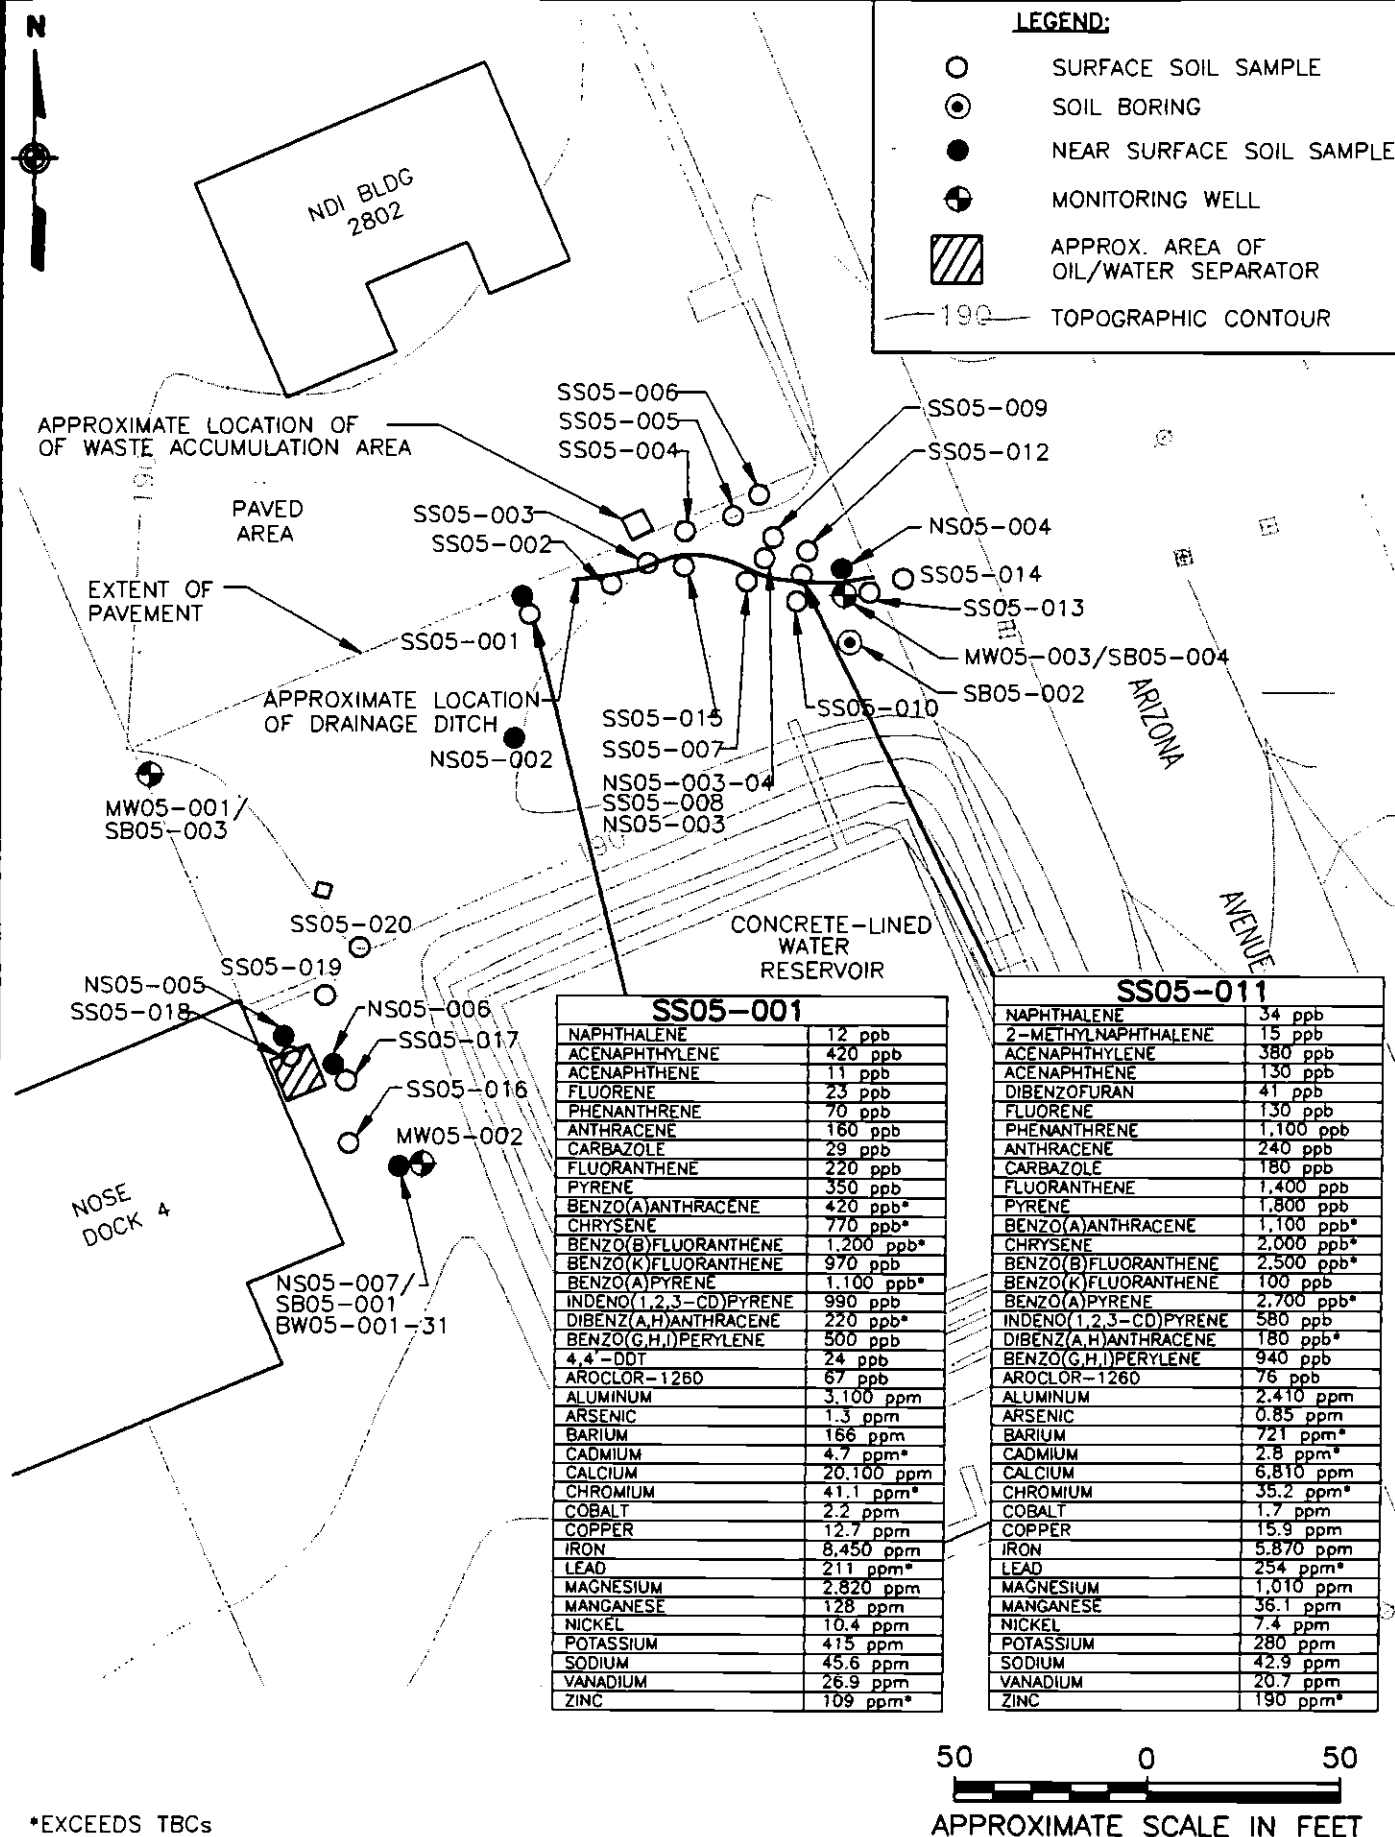 N
LEGEND:
SURFACE SOIL SAMPLE
SOIL BORING
NEAR SURFACE SOIL SAMPLE
MONITORING WELL
APPROX. AREA OF
OIL/WATER SEPARATOR
190
TOPOGRAPHIC CONTOUR
NDI BLDG
2802
APPROXIMATE LOCATION OF
OF WASTE ACCUMULATION AREA
PAVED
AREA
EXTENT OF
PAVEMENT
SS05-006
SS05-005
SS05-004
SS05-003
SS05-002
SS05-001
SS05-009
SS05-012
NS05-004
SS05-014
SS05-013
MW05-003/SB05-004
SB05-002
SS05-010
APPROXIMATE LOCATION
OF DRAINAGE DITCH
NS05-002
SS05-015
SS05-007
NS05-003-04
SS05-008
NS05-003
190
ARIZONA
AVENUE
MW05-001/
SB05-003
SS05-020
SS05-019
NS05-005
SS05-018
NS05-006
SS05-017
SS05-016
MW05-002
NOSE
DOCK 4
NS05-007/
SB05-001
BW05-001-31
CONCRETE-LINED
WATER
RESERVOIR
SS05-001
NAPHTHALENE 12 ppb
ACENAPHTHYLENE 420 ppb
ACENAPHTHENE 11 ppb
FLUORENE 23 ppb
PHENANTHRENE 70 ppb
ANTHRACENE 160 ppb
CARBAZOLE 29 ppb
FLUORANTHENE 220 ppb
PYRENE 350 ppb
BENZO(A)ANTHRACENE 420 ppb*
CHRYSENE 770 ppb*
BENZO(B)FLUORANTHENE 1,200 ppb*
BENZO(K)FLUORANTHENE 970 ppb
BENZO(A)PYRENE 1,100 ppb*
INDENO(1,2,3-CD)PYRENE 990 ppb
DIBENZ(A,H)ANTHRACENE 220 ppb*
BENZO(G,H,I)PERYLENE 500 ppb
4,4'-DDT 24 ppb
AROCLOR-1260 67 ppb
ALUMINUM 3,100 ppm
ARSENIC 1.3 ppm
BARIUM 166 ppm
CADMIUM 4.7 ppm*
CALCIUM 20,100 ppm
CHROMIUM 41.1 ppm*
COBALT 2.2 ppm
COPPER 12.7 ppm
IRON 8,450 ppm
LEAD 211 ppm*
MAGNESIUM 2,820 ppm
MANGANESE 128 ppm
NICKEL 10.4 ppm
POTASSIUM 415 ppm
SODIUM 45.6 ppm
VANADIUM 26.9 ppm
ZINC 109 ppm*
SS05-011
NAPHTHALENE 34 ppb
2-METHYLNAPHTHALENE 15 ppb
ACENAPHTHYLENE 380 ppb
ACENAPHTHENE 130 ppb
DIBENZOFURAN 41 ppb
FLUORENE 130 ppb
PHENANTHRENE 1,100 ppb
ANTHRACENE 240 ppb
CARBAZOLE 180 ppb
FLUORANTHENE 1,400 ppb
PYRENE 1,800 ppb
BENZO(A)ANTHRACENE 1,100 ppb*
CHRYSENE 2,000 ppb*
BENZO(B)FLUORANTHENE 2,500 ppb*
BENZO(K)FLUORANTHENE 100 ppb
BENZO(A)PYRENE 2,700 ppb*
INDENO(1,2,3-CD)PYRENE 580 ppb
DIBENZ(A,H)ANTHRACENE 180 ppb*
BENZO(G,H,I)PERYLENE 940 ppb
AROCLOR-1260 76 ppb
ALUMINUM 2,410 ppm
ARSENIC 0.85 ppm
BARIUM 721 ppm*
CADMIUM 2.8 ppm*
CALCIUM 6,810 ppm
CHROMIUM 35.2 ppm*
COBALT 1.7 ppm
COPPER 15.9 ppm
IRON 5,870 ppm
LEAD 254 ppm*
MAGNESIUM 1,010 ppm
MANGANESE 36.1 ppm
NICKEL 7.4 ppm
POTASSIUM 280 ppm
SODIUM 42.9 ppm
VANADIUM 20.7 ppm
ZINC 190 ppm*
50 0 50
APPROXIMATE SCALE IN FEET
*EXCEEDS TBCs